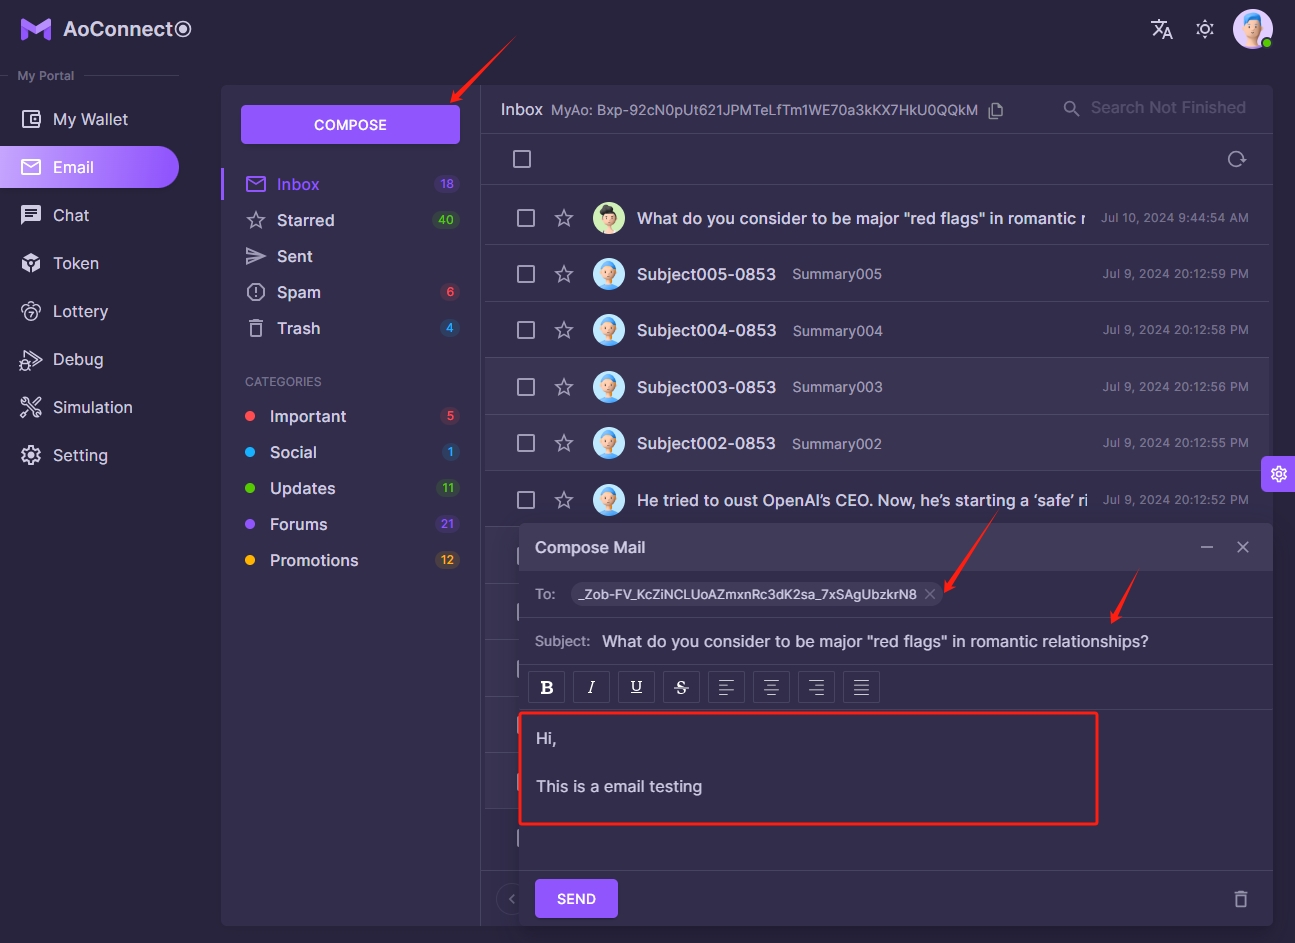 AoConnect
My Portal
My Wallet
Email
Chat
Token
Lottery
Debug
Simulation
Setting
COMPOSE
Inbox 18
Starred 40
Sent
Spam 6
Trash 4
CATEGORIES
Important 5
Social 1
Updates 11
Forums 21
Promotions 12
Inbox MyAo: Bxp-92cN0pUt621JPMTeLfTm1WE70a3kKX7HkU0QQkM Search Not Finished
What do you consider to be major "red flags" in romantic r Jul 10, 2024 9:44:54 AM
Subject005-0853 Summary005 Jul 9, 2024 20:12:59 PM
Subject004-0853 Summary004 Jul 9, 2024 20:12:58 PM
Subject003-0853 Summary003 Jul 9, 2024 20:12:56 PM
Subject002-0853 Summary002 Jul 9, 2024 20:12:55 PM
He tried to oust OpenAI’s CEO. Now, he’s starting a ‘safe’ ri Jul 9, 2024 20:12:52 PM
Compose Mail
To: _Zob-FV_KcZiNCLUoAZmxnRc3dK2sa_7xSAgUbzkrN8
Subject: What do you consider to be major "red flags" in romantic relationships?
B I U S
Hi,
This is a email testing
SEND